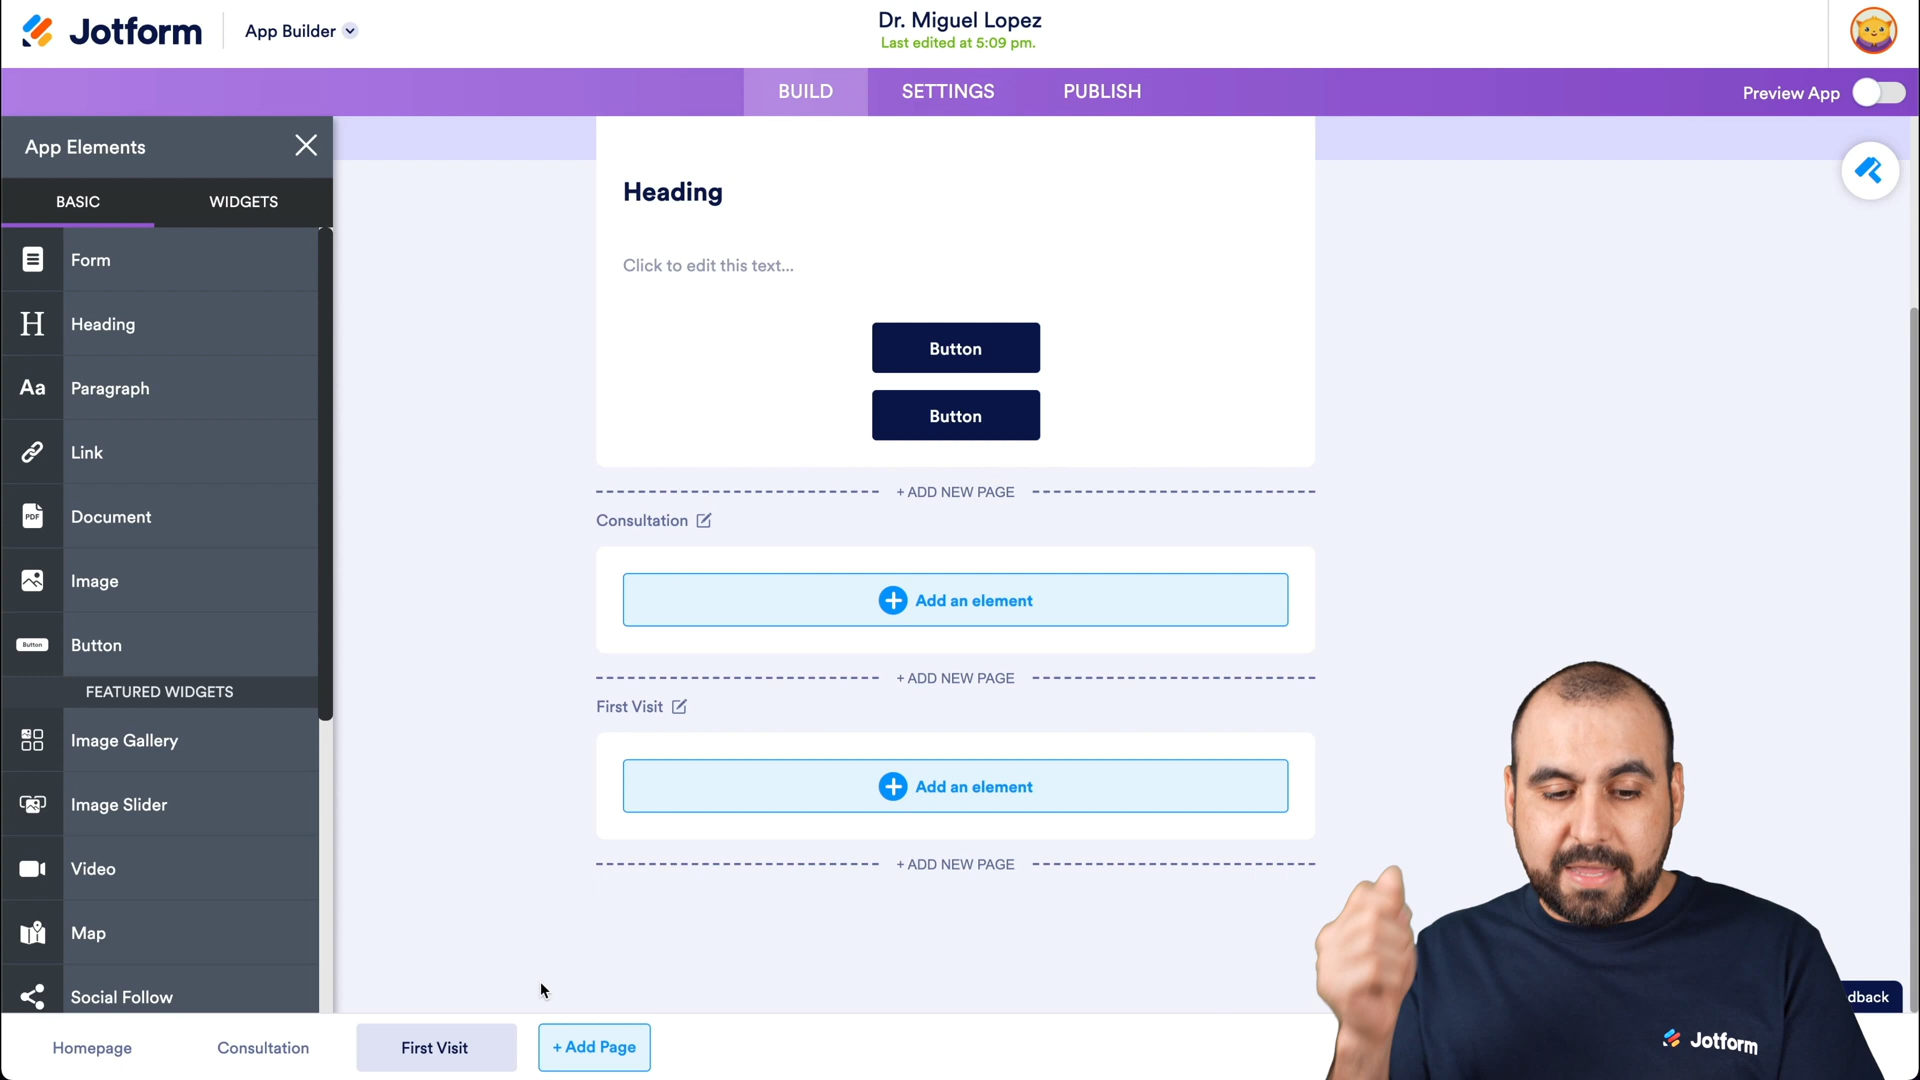 Jotform
App Builder
Dr. Miguel Lopez
Last edited at 5:09 pm.
BUILD
SETTINGS
PUBLISH
Preview App
App Elements
BASIC
WIDGETS
Form
H
Heading
Aa
Paragraph
Link
PDF
Document
Image
Button
Button
FEATURED WIDGETS
Image Gallery
Image Slider
Video
Map
Social Follow
Heading
Click to edit this text...
Button
Button
+ ADD NEW PAGE
Consultation
Add an element
+ ADD NEW PAGE
First Visit
Add an element
+ ADD NEW PAGE
dback
Jotform
Homepage
Consultation
First Visit
+ Add Page